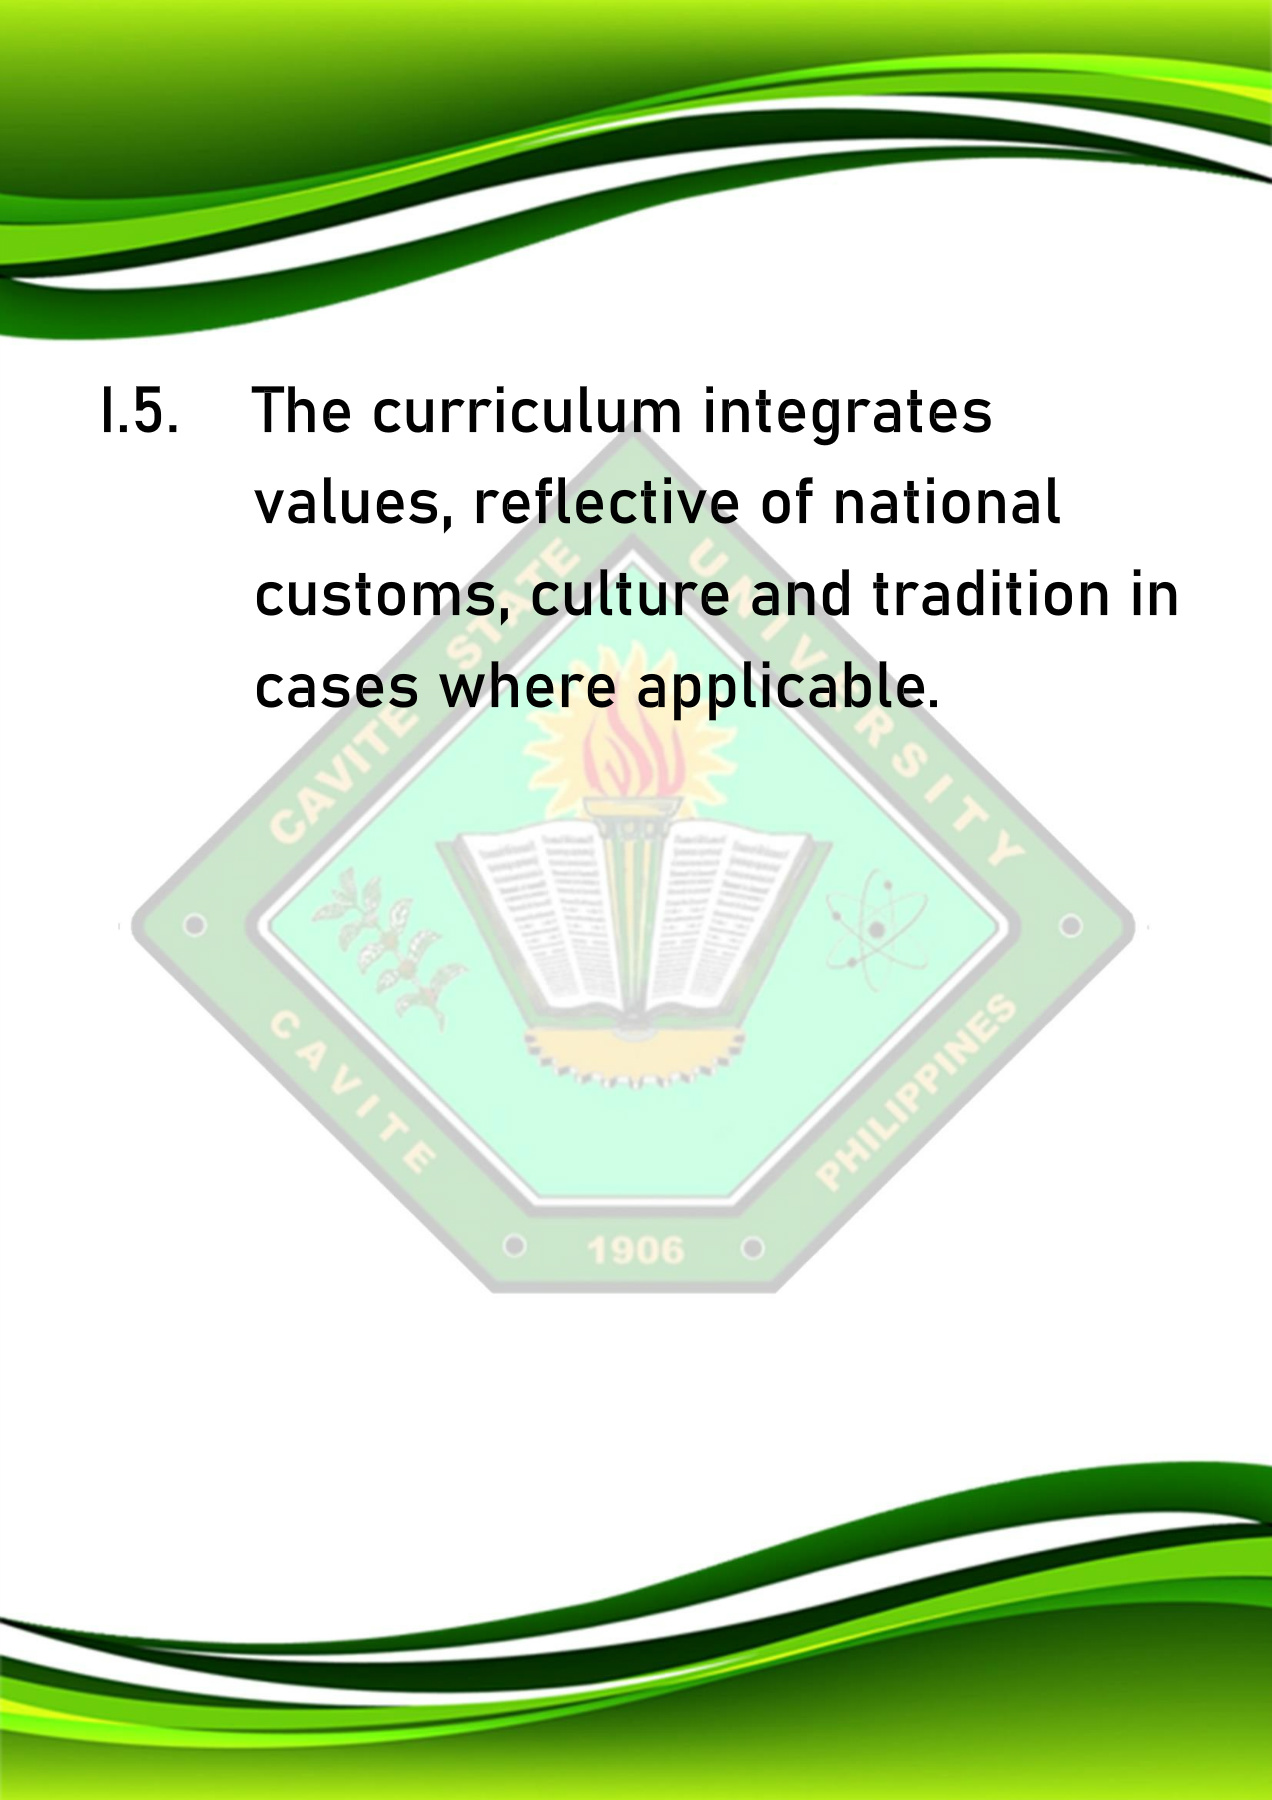 I.5. The curriculum integrates
values, reflective of national
customs, culture and tradition in
cases where applicable.
CAVITE STATE UNIVERSITY
CAVITE
PHILIPPINES
1906